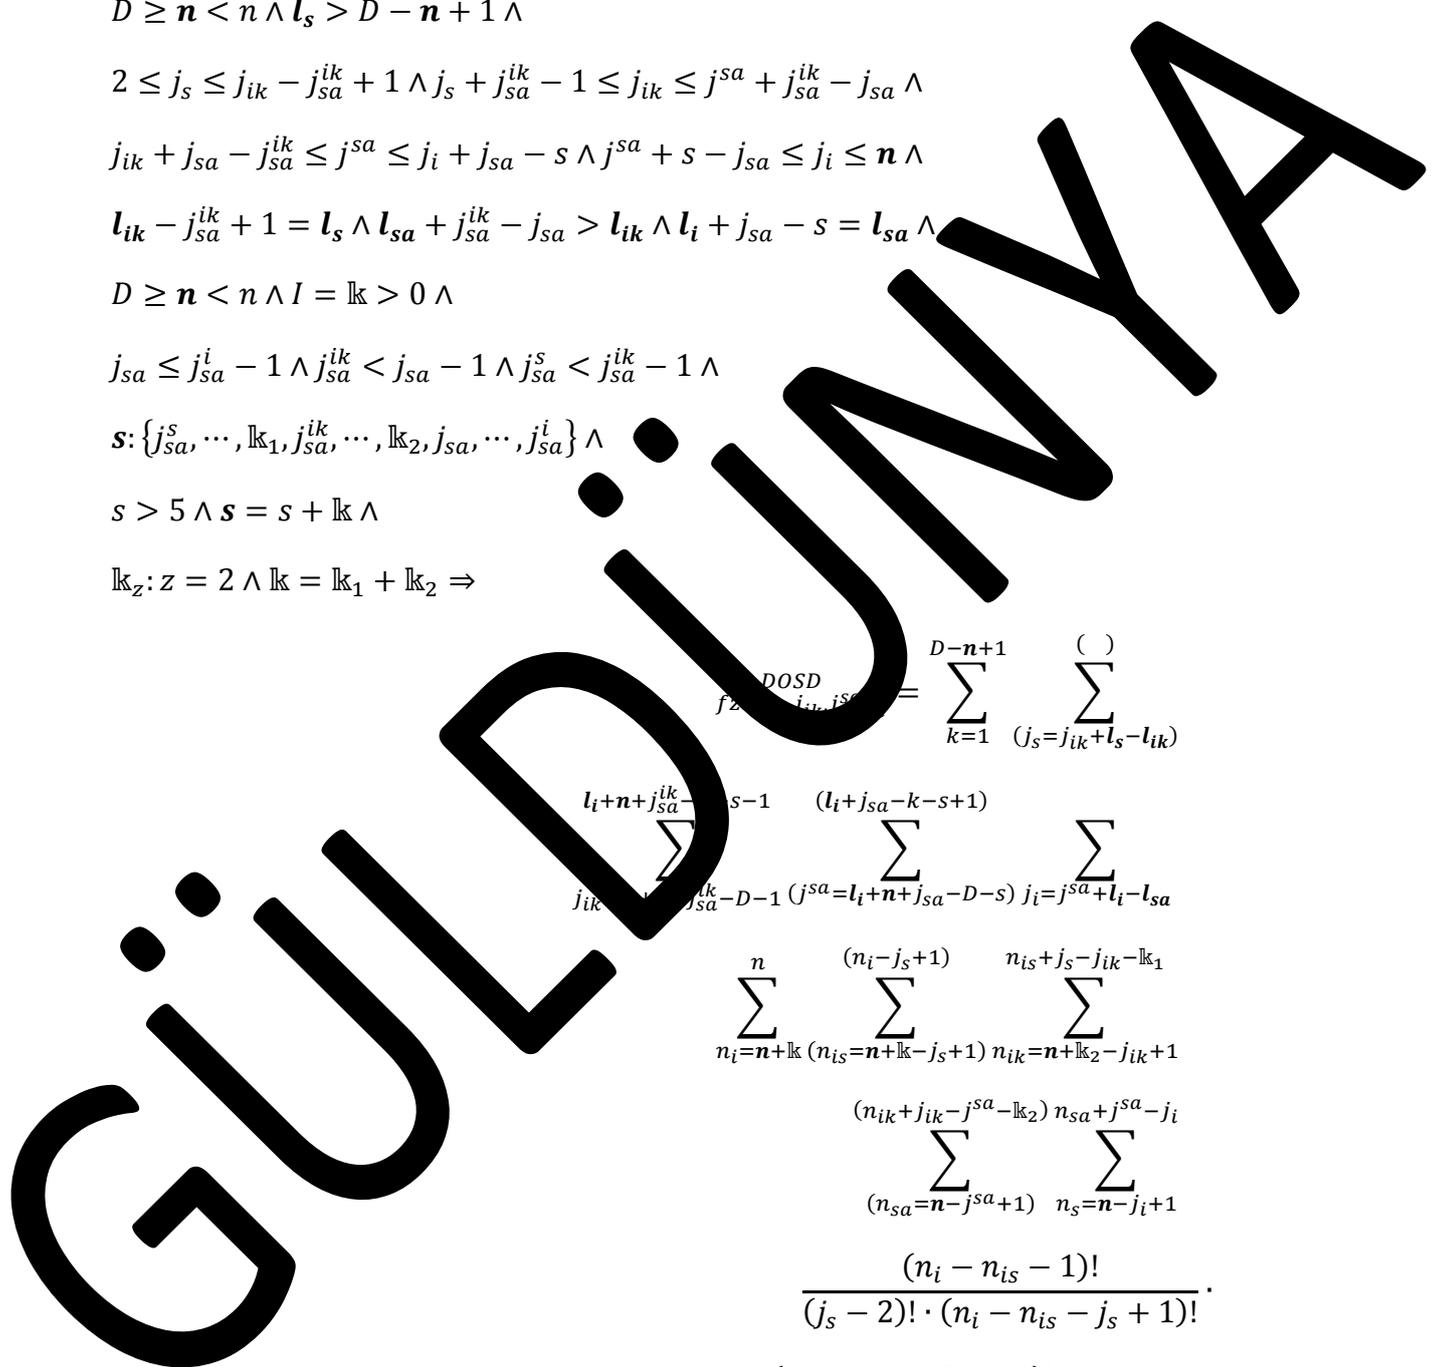 D ≥ 𝒏 < n ∧ 𝒍ₛ > D − 𝒏 + 1 ∧
2 ≤ j_s ≤ j_{ik} − j_{sa}^{ik} + 1 ∧ j_s + j_{sa}^{ik} − 1 ≤ j_{ik} ≤ j^{sa} + j_{sa}^{ik} − j_{sa} ∧
j_{ik} + j_{sa} − j_{sa}^{ik} ≤ j^{sa} ≤ j_i + j_{sa} − s ∧ j^{sa} + s − j_{sa} ≤ j_i ≤ 𝒏 ∧
𝒍_{ik} − j_{sa}^{ik} + 1 = 𝒍_s ∧ 𝒍_{sa} + j_{sa}^{ik} − j_{sa} > 𝒍_{ik} ∧ 𝒍_i + j_{sa} − s = 𝒍_{sa} ∧
D ≥ 𝒏 < n ∧ I = 𝕜 > 0 ∧
j_{sa} ≤ j_{sa}^{i} − 1 ∧ j_{sa}^{ik} < j_{sa} − 1 ∧ j_{sa}^{s} < j_{sa}^{ik} − 1 ∧
𝒔: {j_{sa}^{s}, ⋯, 𝕜_1, j_{sa}^{ik}, ⋯, 𝕜_2, j_{sa}, ⋯, j_{sa}^{i}} ∧
s > 5 ∧ 𝒔 = s + 𝕜 ∧
𝕜_z: z = 2 ∧ 𝕜 = 𝕜_1 + 𝕜_2 ⇒
DOSD = ∑_{k=1}^{D−𝒏+1} ∑_{(j_s=j_{ik}+𝒍_s−𝒍_{ik})}^{( )}
∑ ∑_{(j^{sa}=𝒍_i+𝒏+j_{sa}−D−s)}^{(𝒍_i+j_{sa}−k−s+1)} ∑_{j_i=j^{sa}+𝒍_i−𝒍_{sa}}
∑_{n_i=𝒏+𝕜}^{n} ∑_{(n_{is}=𝒏+𝕜−j_s+1)}^{(n_i−j_s+1)} ∑_{n_{ik}=𝒏+𝕜_2−j_{ik}+1}^{n_{is}+j_s−j_{ik}−𝕜_1}
∑_{(n_{sa}=𝒏−j^{sa}+1)}^{(n_{ik}+j_{ik}−j^{sa}−𝕜_2)} ∑_{n_s=𝒏−j_i+1}^{n_{sa}+j^{sa}−j_i}
(n_i − n_{is} − 1)!
(j_s − 2)! · (n_i − n_{is} − j_s + 1)! ·
GÜLDÜNYA